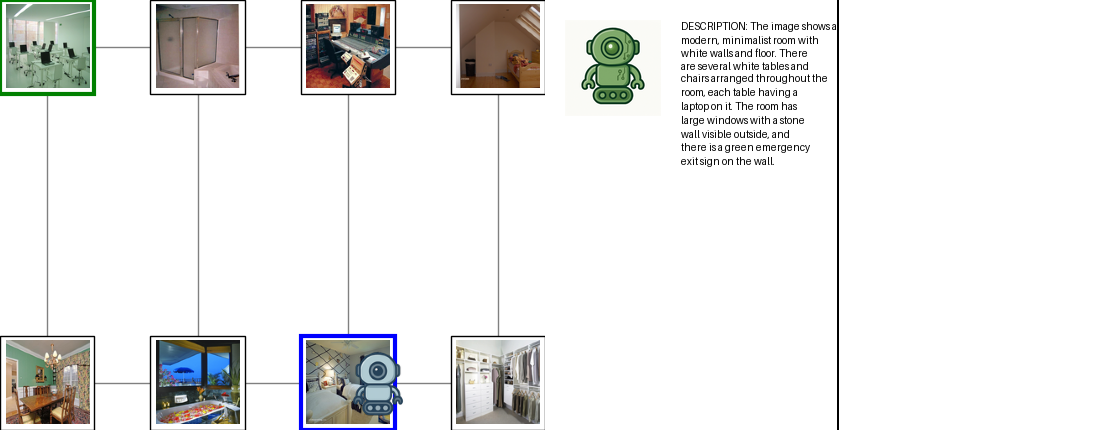 DESCRIPTION: The image shows a
modern, minimalist room with
white walls and floor. There
are several white tables and
chairs arranged throughout the
room, each table having a
laptop on it. The room has
large windows with a stone
wall visible outside, and
there is a green emergency
exit sign on the wall.